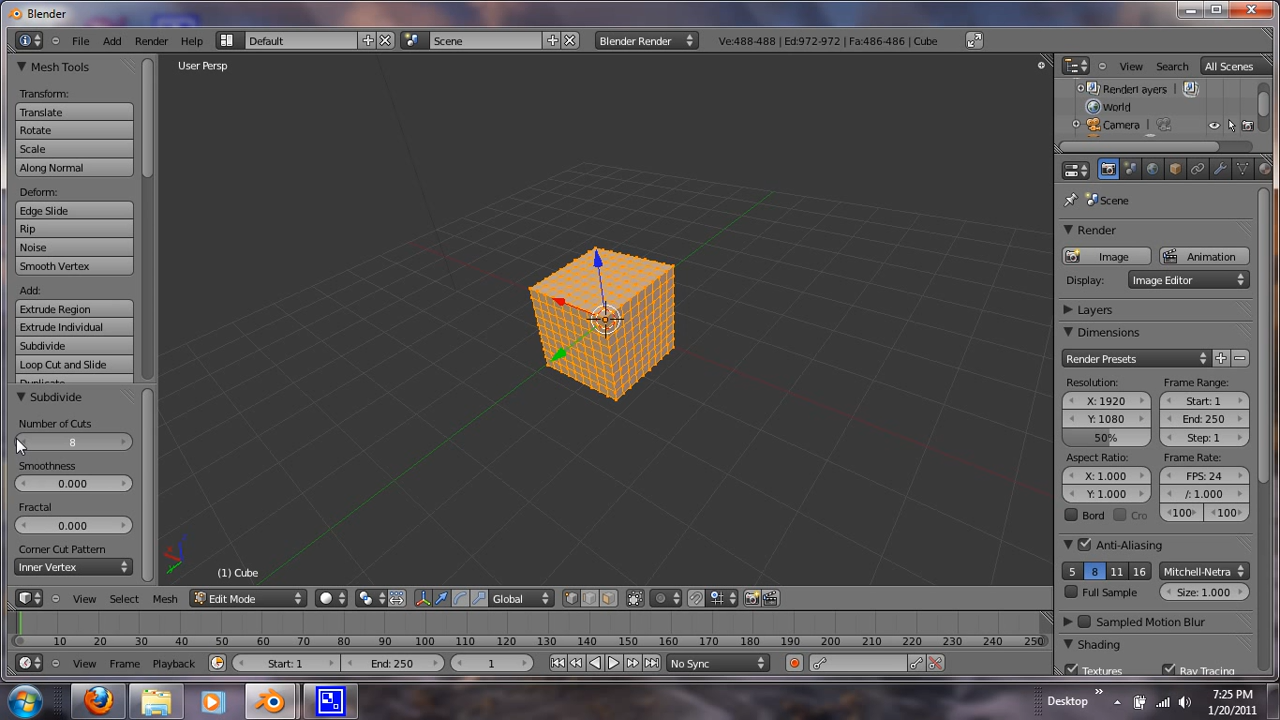 Blender
File Add Render Help Default Scene Blender Render Ve:488-488 | Ed:972-972 | Fa:486-486 | Cube
Mesh Tools
Transform:
Translate
Rotate
Scale
Along Normal
Deform:
Edge Slide
Rip
Noise
Smooth Vertex
Add:
Extrude Region
Extrude Individual
Subdivide
Loop Cut and Slide
Duplicate
Subdivide
Number of Cuts
8
Smoothness
0.000
Fractal
0.000
Corner Cut Pattern
Inner Vertex
User Persp
(1) Cube
View Select Mesh Edit Mode Global
10 20 30 40 50 60 70 80 90 100 110 120 130 140 150 160 170 180 190 200 210 220 230 240 250
View Frame Playback Start: 1 End: 250 1 No Sync
View Search All Scenes
RenderLayers
World
Camera
Scene
Render
Image Animation
Display: Image Editor
Layers
Dimensions
Render Presets
Resolution: Frame Range:
X: 1920 Start: 1
Y: 1080 End: 250
50% Step: 1
Aspect Ratio: Frame Rate:
X: 1.000 FPS: 24
Y: 1.000 /: 1.000
Bord Cro 100 100
Anti-Aliasing
5 8 11 16 Mitchell-Netra
Full Sample Size: 1.000
Sampled Motion Blur
Shading
Textures Ray Tracing
Desktop 7:25 PM
1/20/2011